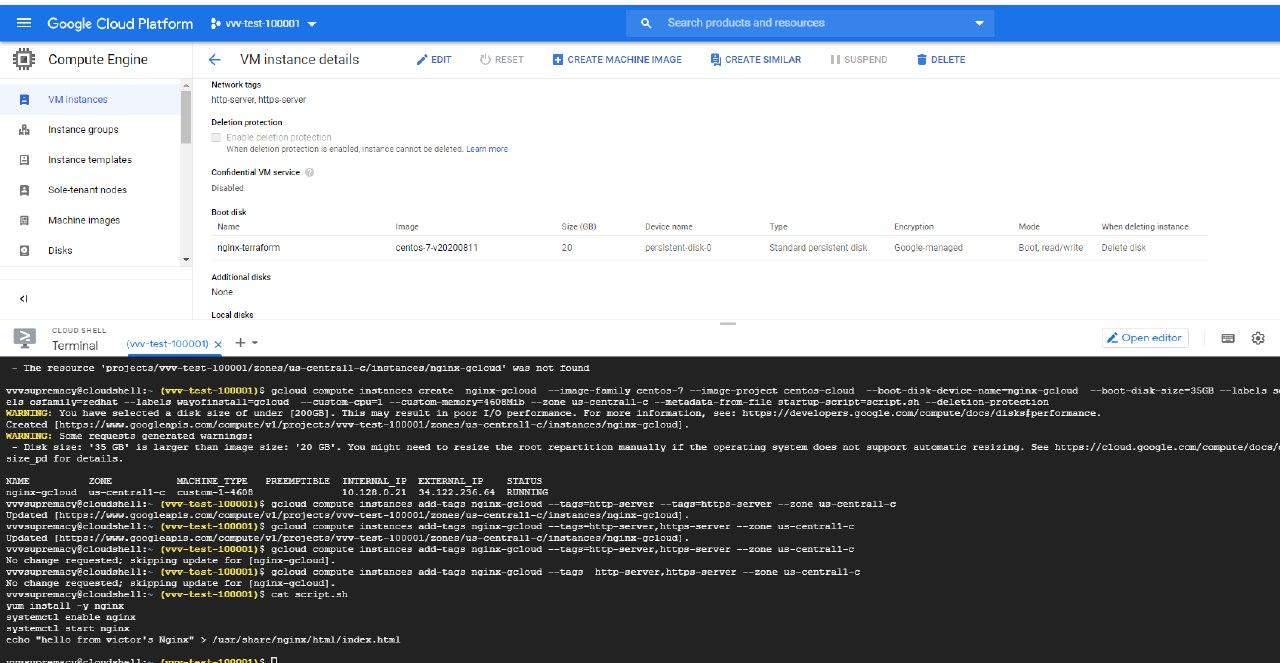 Google Cloud Platform vvv-test-100001 Search products and resources
Compute Engine VM instance details EDIT RESET CREATE MACHINE IMAGE CREATE SIMILAR SUSPEND DELETE
VM instances
Instance groups
Instance templates
Sole-tenant nodes
Machine images
Disks
Network tags
http-server, https-server
Deletion protection
Enable deletion protection
When deletion protection is enabled, instance cannot be deleted. Learn more
Confidential VM service
Disabled
Boot disk
Name Image Size (GB) Device name Type Encryption Mode When deleting instance
nginx-terraform centos-7-v20200811 20 persistent-disk-0 Standard persistent disk Google-managed Boot, read/write Delete disk
Additional disks
None
Local disks
CLOUD SHELL
Terminal (vvv-test-100001) x + Open editor
- The resource 'projects/vvv-test-100001/zones/us-central-c/instances/nginx-gcloud' was not found
vvvsupremacy@cloudshell:~ (vvv-test-100001)$ gcloud compute instances create nginx-gcloud --image-family centos-7 --image-project centos-cloud --boot-disk-device-name=nginx-gcloud --boot-disk-size=35GB --labels s
els osfamily=redhat --labels wayofinstall=gcloud --custom-cpu=1 --custom-memory=4608Mib --zone us-central1-c --metadata-from-file startup-script=script.sh --deletion-protection
WARNING: You have selected a disk size of under [200GB]. This may result in poor I/O performance. For more information, see: https://developers.google.com/compute/docs/disks#performance.
Created [https://www.googleapis.com/compute/v1/projects/vvv-test-100001/zones/us-central1-c/instances/nginx-gcloud].
WARNING: Some requests generated warnings:
- Disk size: '35 GB' is larger than image size: '20 GB'. You might need to resize the root repartition manually if the operating system does not support automatic resizing. See https://cloud.google.com/compute/docs/
size_pd for details.
NAME ZONE MACHINE_TYPE PREEMPTIBLE INTERNAL_IP EXTERNAL_IP STATUS
nginx-gcloud us-central1-c custom-1-4608 10.128.0.21 34.122.236.64 RUNNING
vvvsupremacy@cloudshell:~ (vvv-test-100001)$ gcloud compute instances add-tags nginx-gcloud --tags=http-server --tags=https-server --zone us-central1-c
Updated [https://www.googleapis.com/compute/v1/projects/vvv-test-100001/zones/us-central1-c/instances/nginx-gcloud].
vvvsupremacy@cloudshell:~ (vvv-test-100001)$ gcloud compute instances add-tags nginx-gcloud --tags=http-server,https-server --zone us-central1-c
Updated [https://www.googleapis.com/compute/v1/projects/vvv-test-100001/zones/us-central1-c/instances/nginx-gcloud].
vvvsupremacy@cloudshell:~ (vvv-test-100001)$ gcloud compute instances add-tags nginx-gcloud --tags=http-server,https-server --zone us-central1-c
No change requested; skipping update for [nginx-gcloud].
vvvsupremacy@cloudshell:~ (vvv-test-100001)$ gcloud compute instances add-tags nginx-gcloud --tags http-server,https-server --zone us-central1-c
No change requested; skipping update for [nginx-gcloud].
vvvsupremacy@cloudshell:~ (vvv-test-100001)$ cat script.sh
yum install -y nginx
systemctl enable nginx
systemctl start nginx
echo "hello from victor's Nginx" > /usr/share/nginx/html/index.html
vvvsupremacy@cloudshell:~ (vvv-test-100001)$